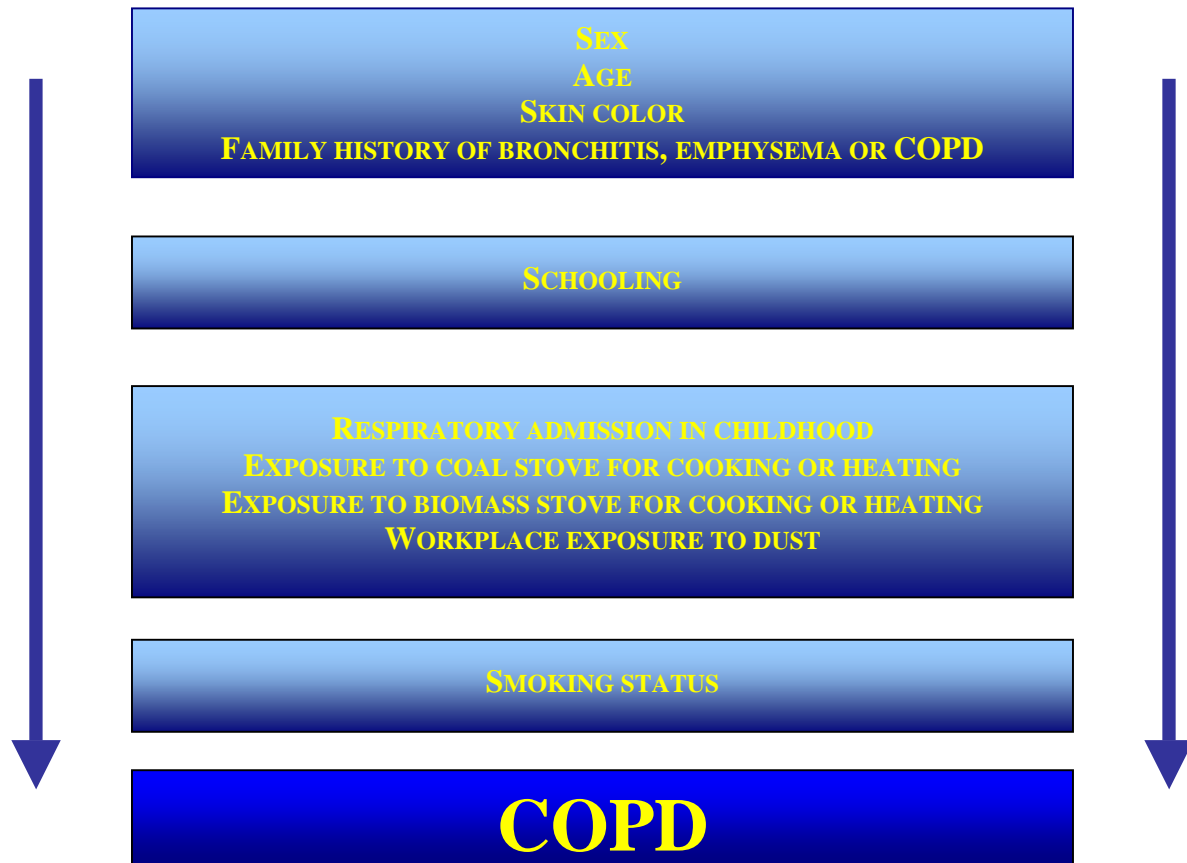 SEX
AGE
SKIN COLOR
FAMILY HISTORY OF BRONCHITIS, EMPHYSEMA OR COPD
SCHOOLING
RESPIRATORY ADMISSION IN CHILDHOOD
EXPOSURE TO COAL STOVE FOR COOKING OR HEATING
EXPOSURE TO BIOMASS STOVE FOR COOKING OR HEATING
WORKPLACE EXPOSURE TO DUST
SMOKING STATUS
COPD